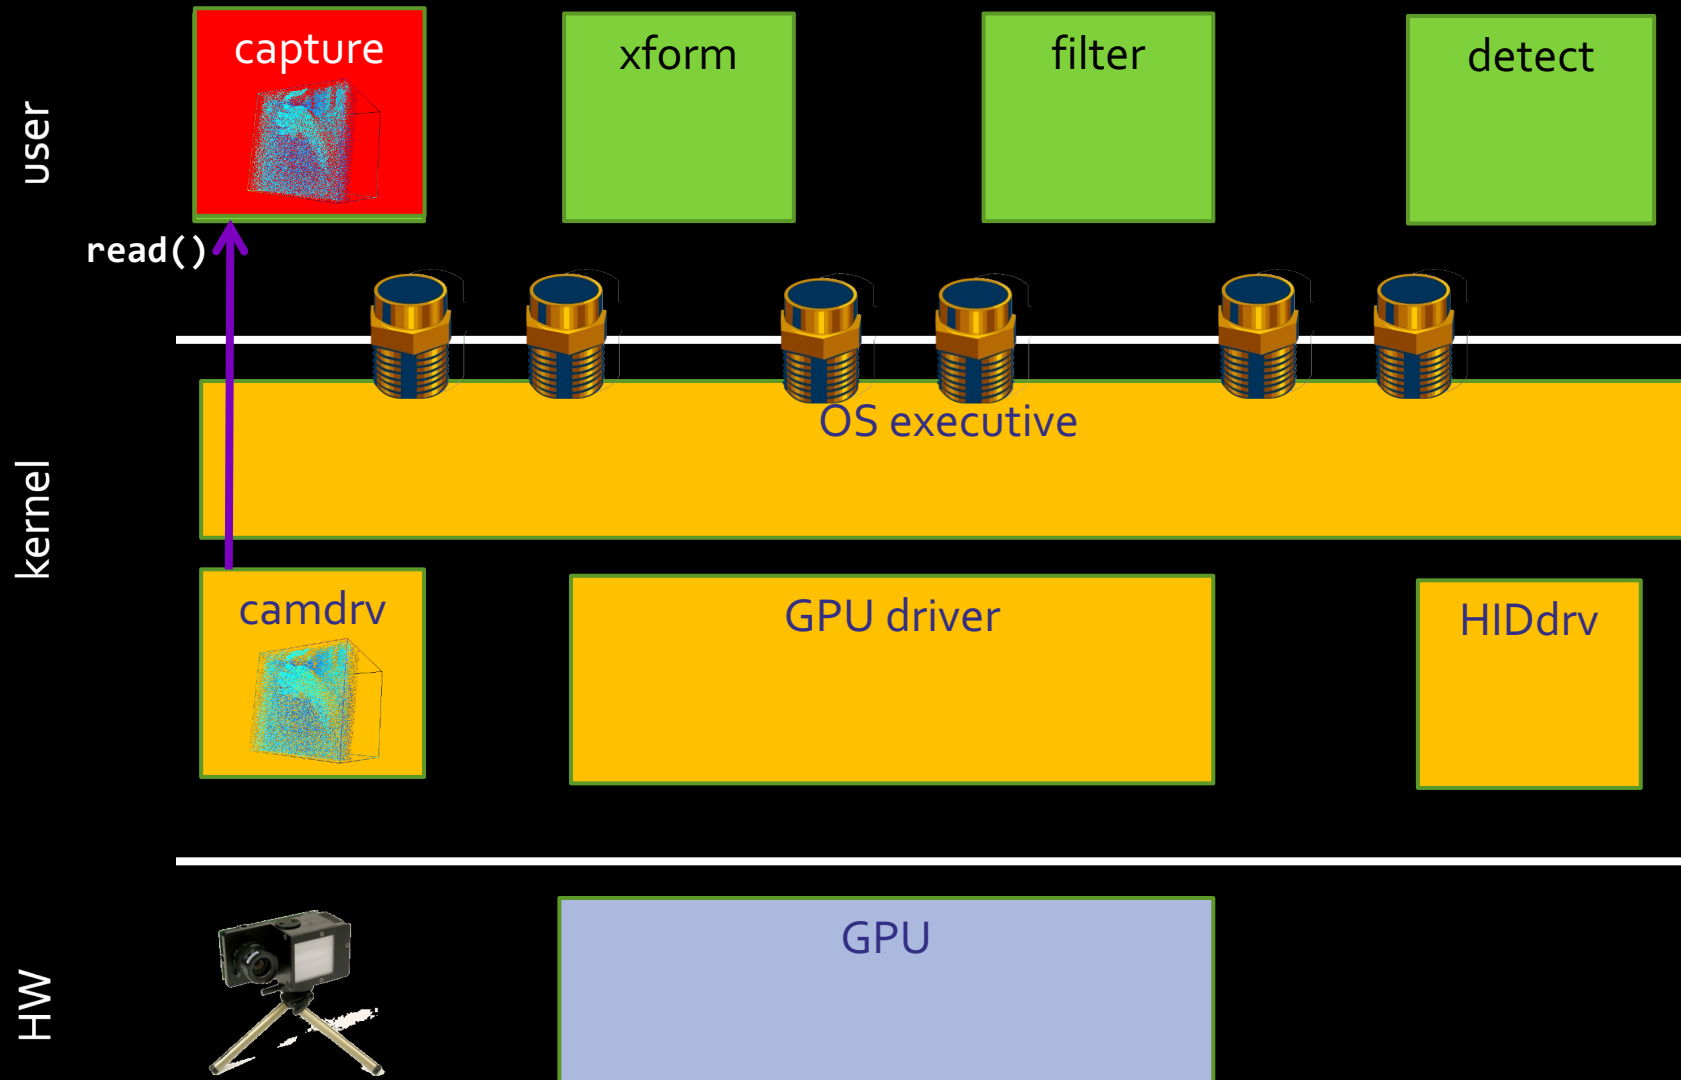 user
capture
xform
filter
detect
read()
kernel
OS executive
camdrv
GPU driver
HIDdrv
HW
GPU